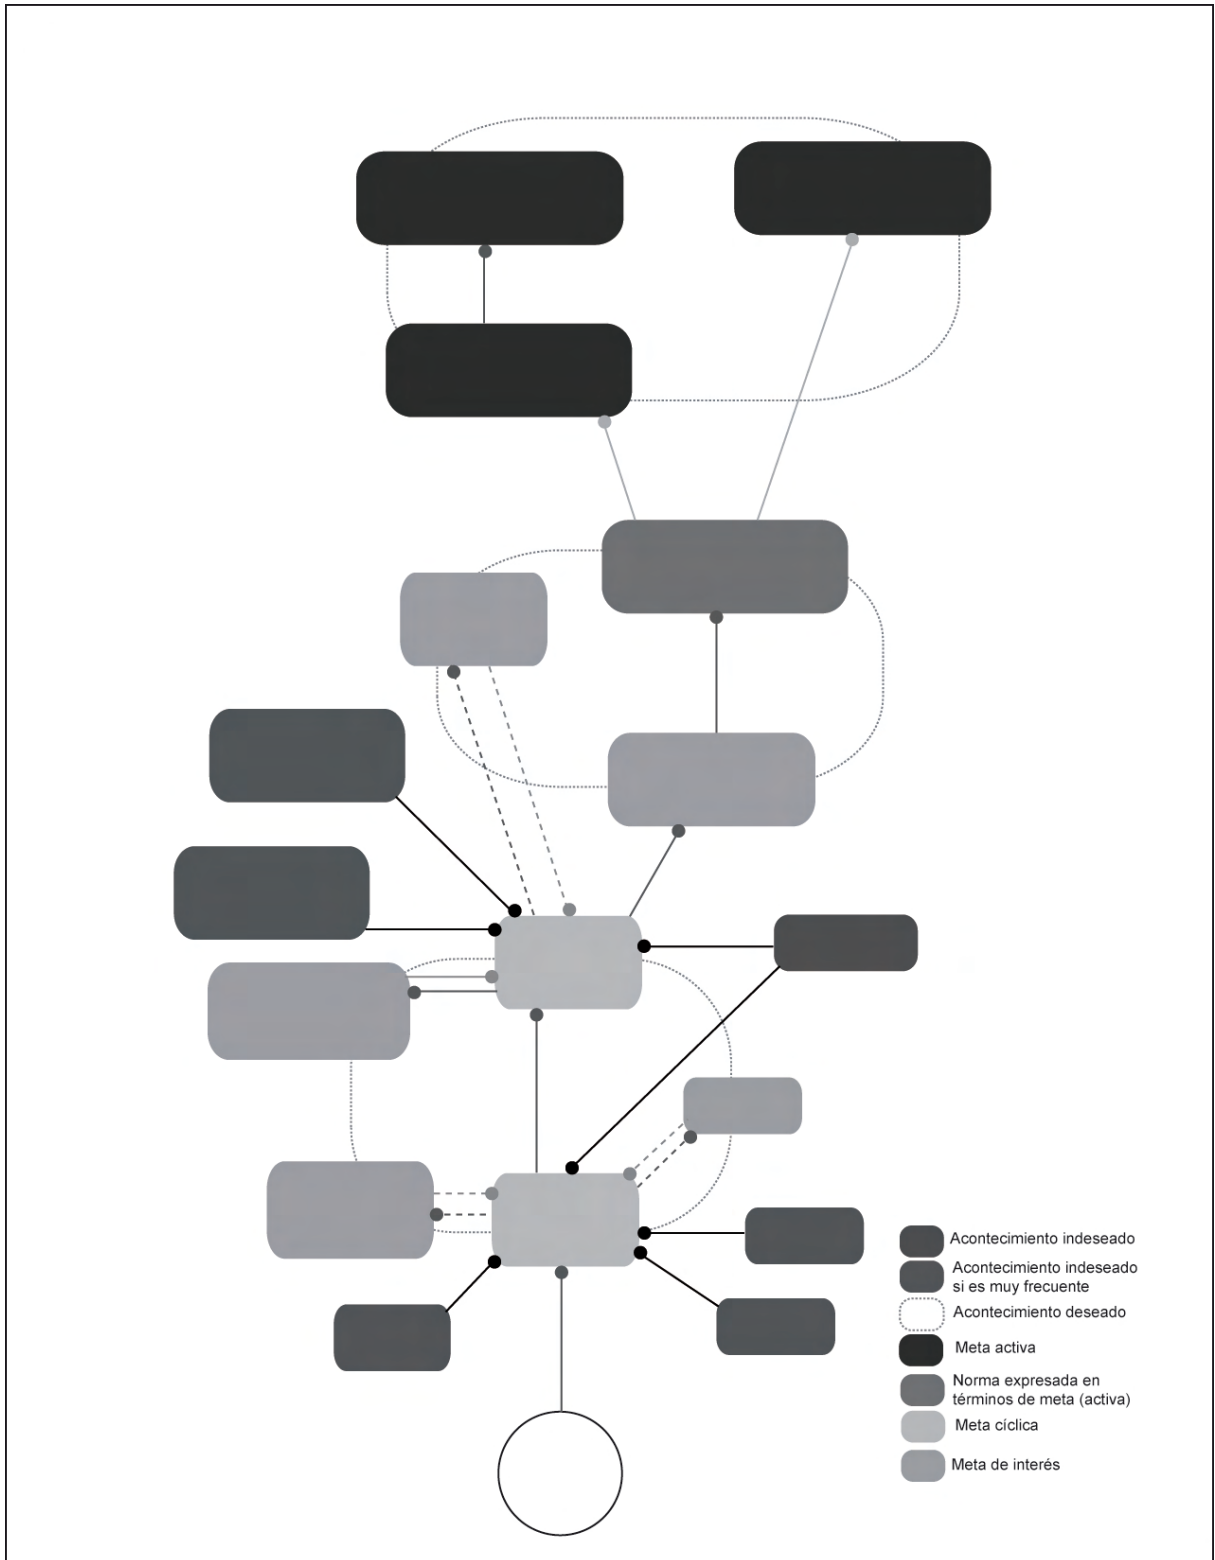 Acontecimiento indeseado
Acontecimiento indeseado
si es muy frecuente
Acontecimiento deseado
Meta activa
Norma expresada en
términos de meta (activa)
Meta cíclica
Meta de interés